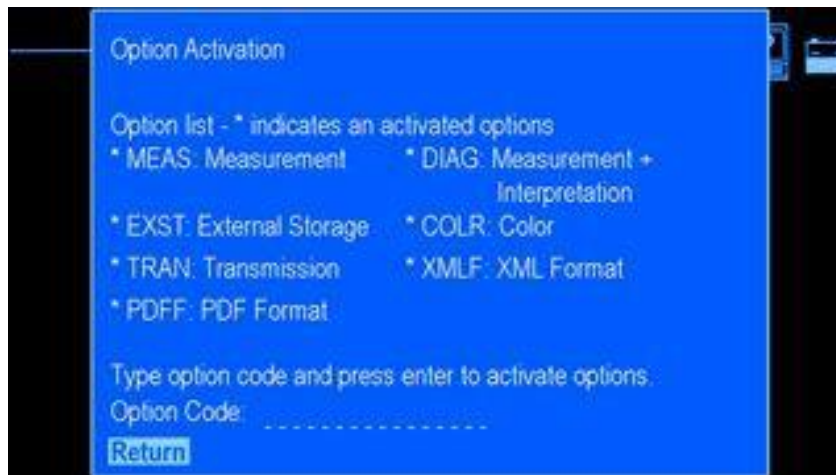 Option Activation
Option list - * indicates an activated options
* MEAS: Measurement * DIAG: Measurement +
Interpretation
* EXST: External Storage * COLR: Color
* TRAN: Transmission * XMLF: XML Format
* PDFF: PDF Format
Type option code and press enter to activate options.
Option Code: _ _ _ _ _ _ _ _ _ _ _ _ _ _ _ _
Return